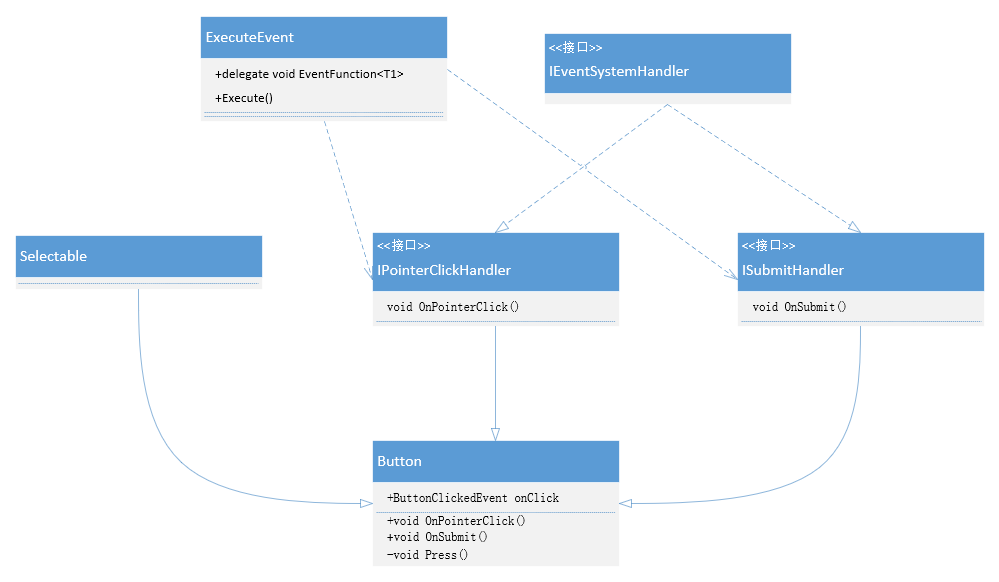 ExecuteEvent
+delegate void EventFunction<T1>
+Execute()
<<接口>>
IEventSystemHandler
Selectable
<<接口>>
IPointerClickHandler
void OnPointerClick()
<<接口>>
ISubmitHandler
void OnSubmit()
Button
+ButtonClickedEvent onClick
+void OnPointerClick()
+void OnSubmit()
-void Press()